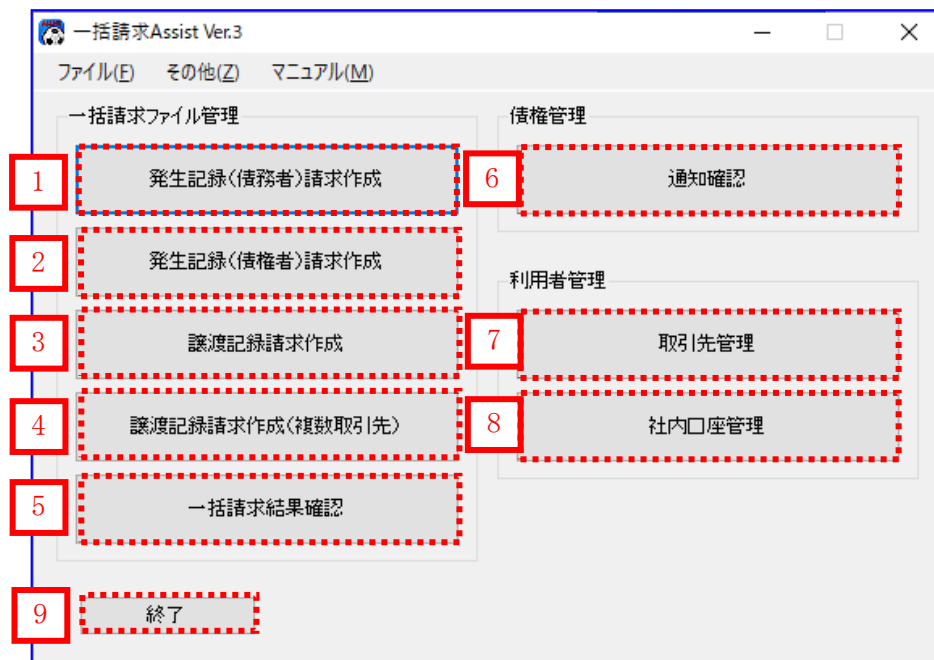 一括請求Assist Ver.3
ファイル(F) その他(Z) マニュアル(M)
一括請求ファイル管理
1 発生記録(債務者)請求作成
2 発生記録(債権者)請求作成
3 譲渡記録請求作成
4 譲渡記録請求作成(複数取引先)
5 一括請求結果確認
債権管理
6 通知確認
利用者管理
7 取引先管理
8 社内口座管理
9 終了